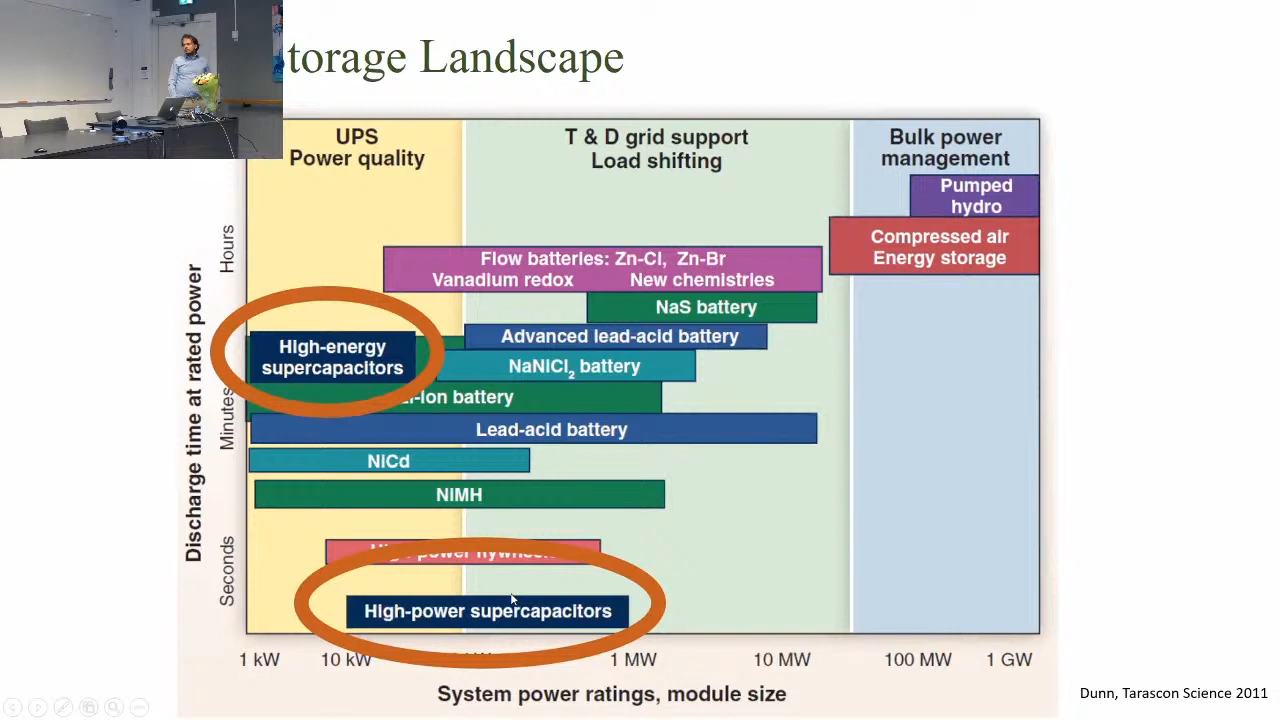 torage Landscape
UPS
Power quality
T & D grid support
Load shifting
Bulk power
management
Pumped
hydro
Compressed air
Energy storage
Flow batteries: Zn-Cl, Zn-Br
Vanadium redox New chemistries
NaS battery
Advanced lead-acid battery
High-energy
supercapacitors
NaNiCl2 battery
-ion battery
Lead-acid battery
NiCd
NiMH
High-power supercapacitors
Discharge time at rated power
Hours
Minutes
Seconds
1 kW 10 kW 1 MW 10 MW 100 MW 1 GW
System power ratings, module size
Dunn, Tarascon Science 2011